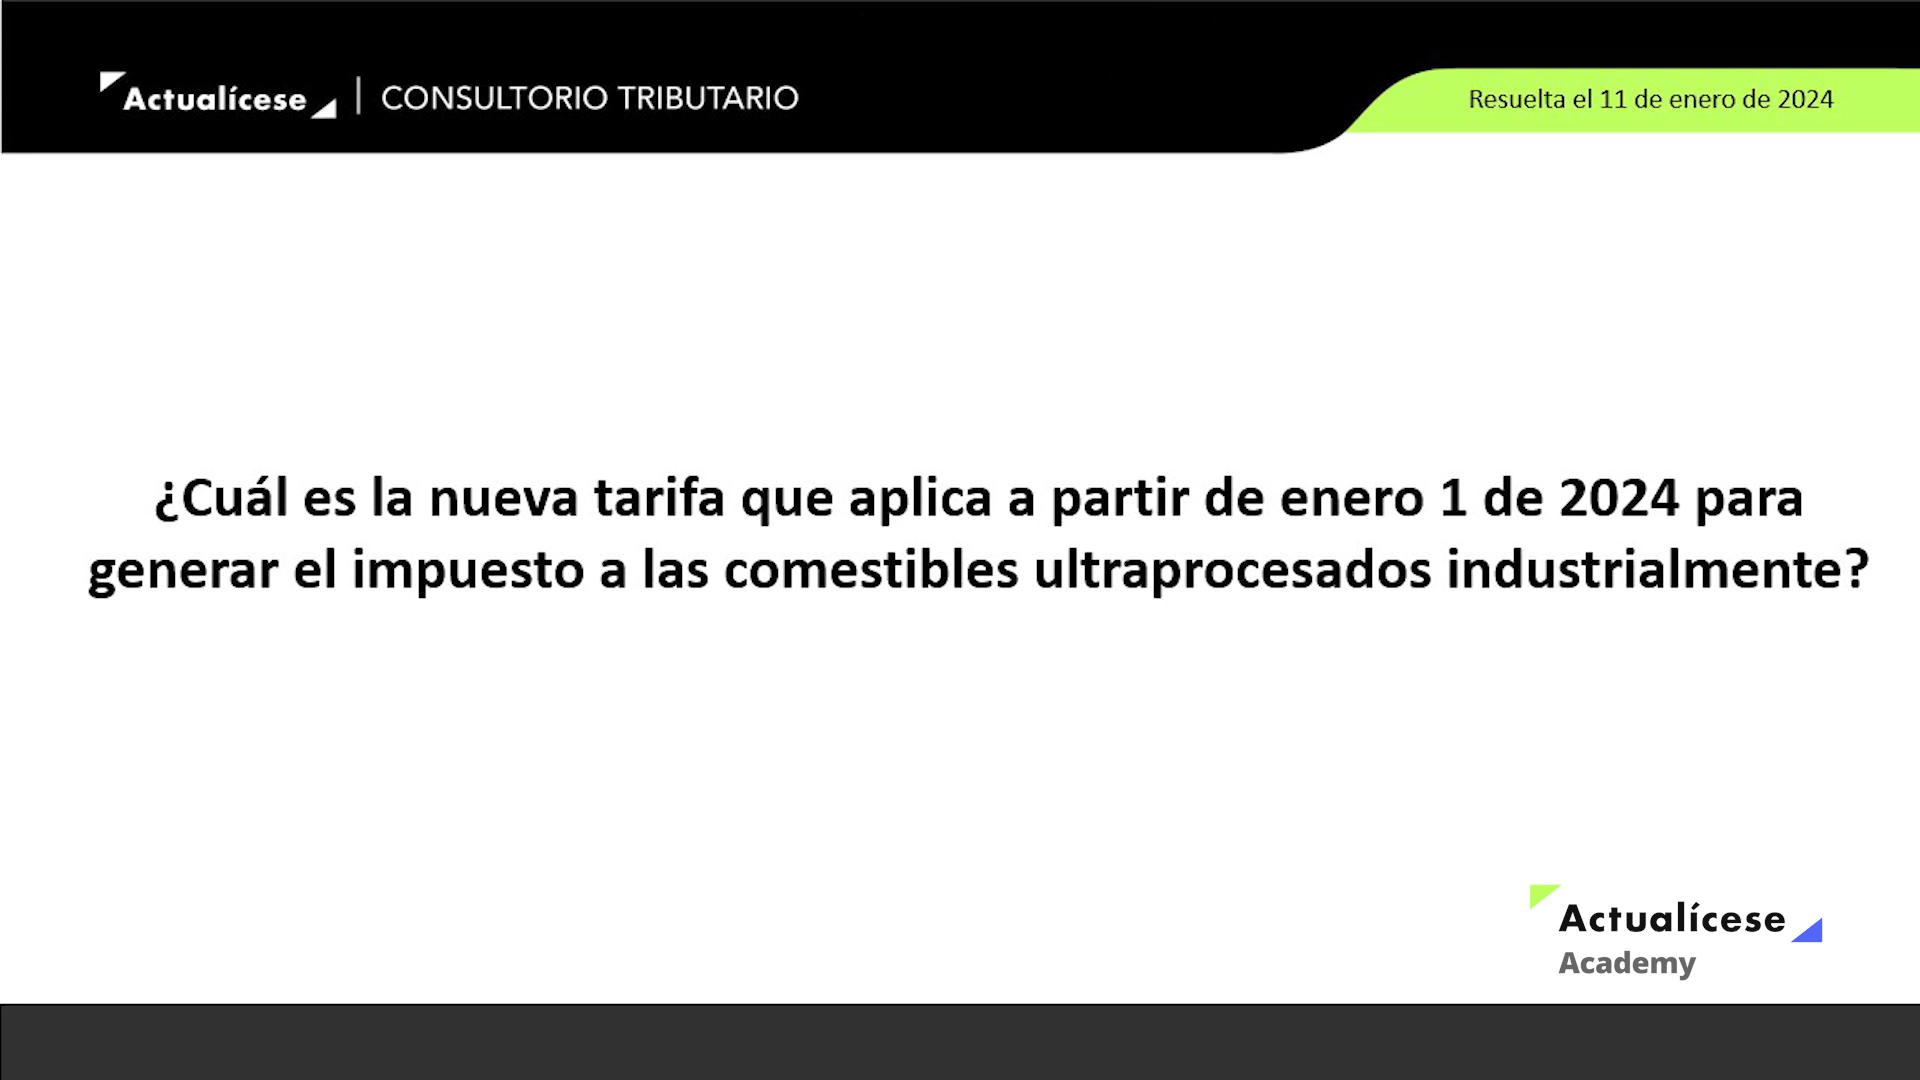 Actualícese | CONSULTORIO TRIBUTARIO
Resuelta el 11 de enero de 2024
¿Cuál es la nueva tarifa que aplica a partir de enero 1 de 2024 para
generar el impuesto a las comestibles ultraprocesados industrialmente?
Actualícese
Academy